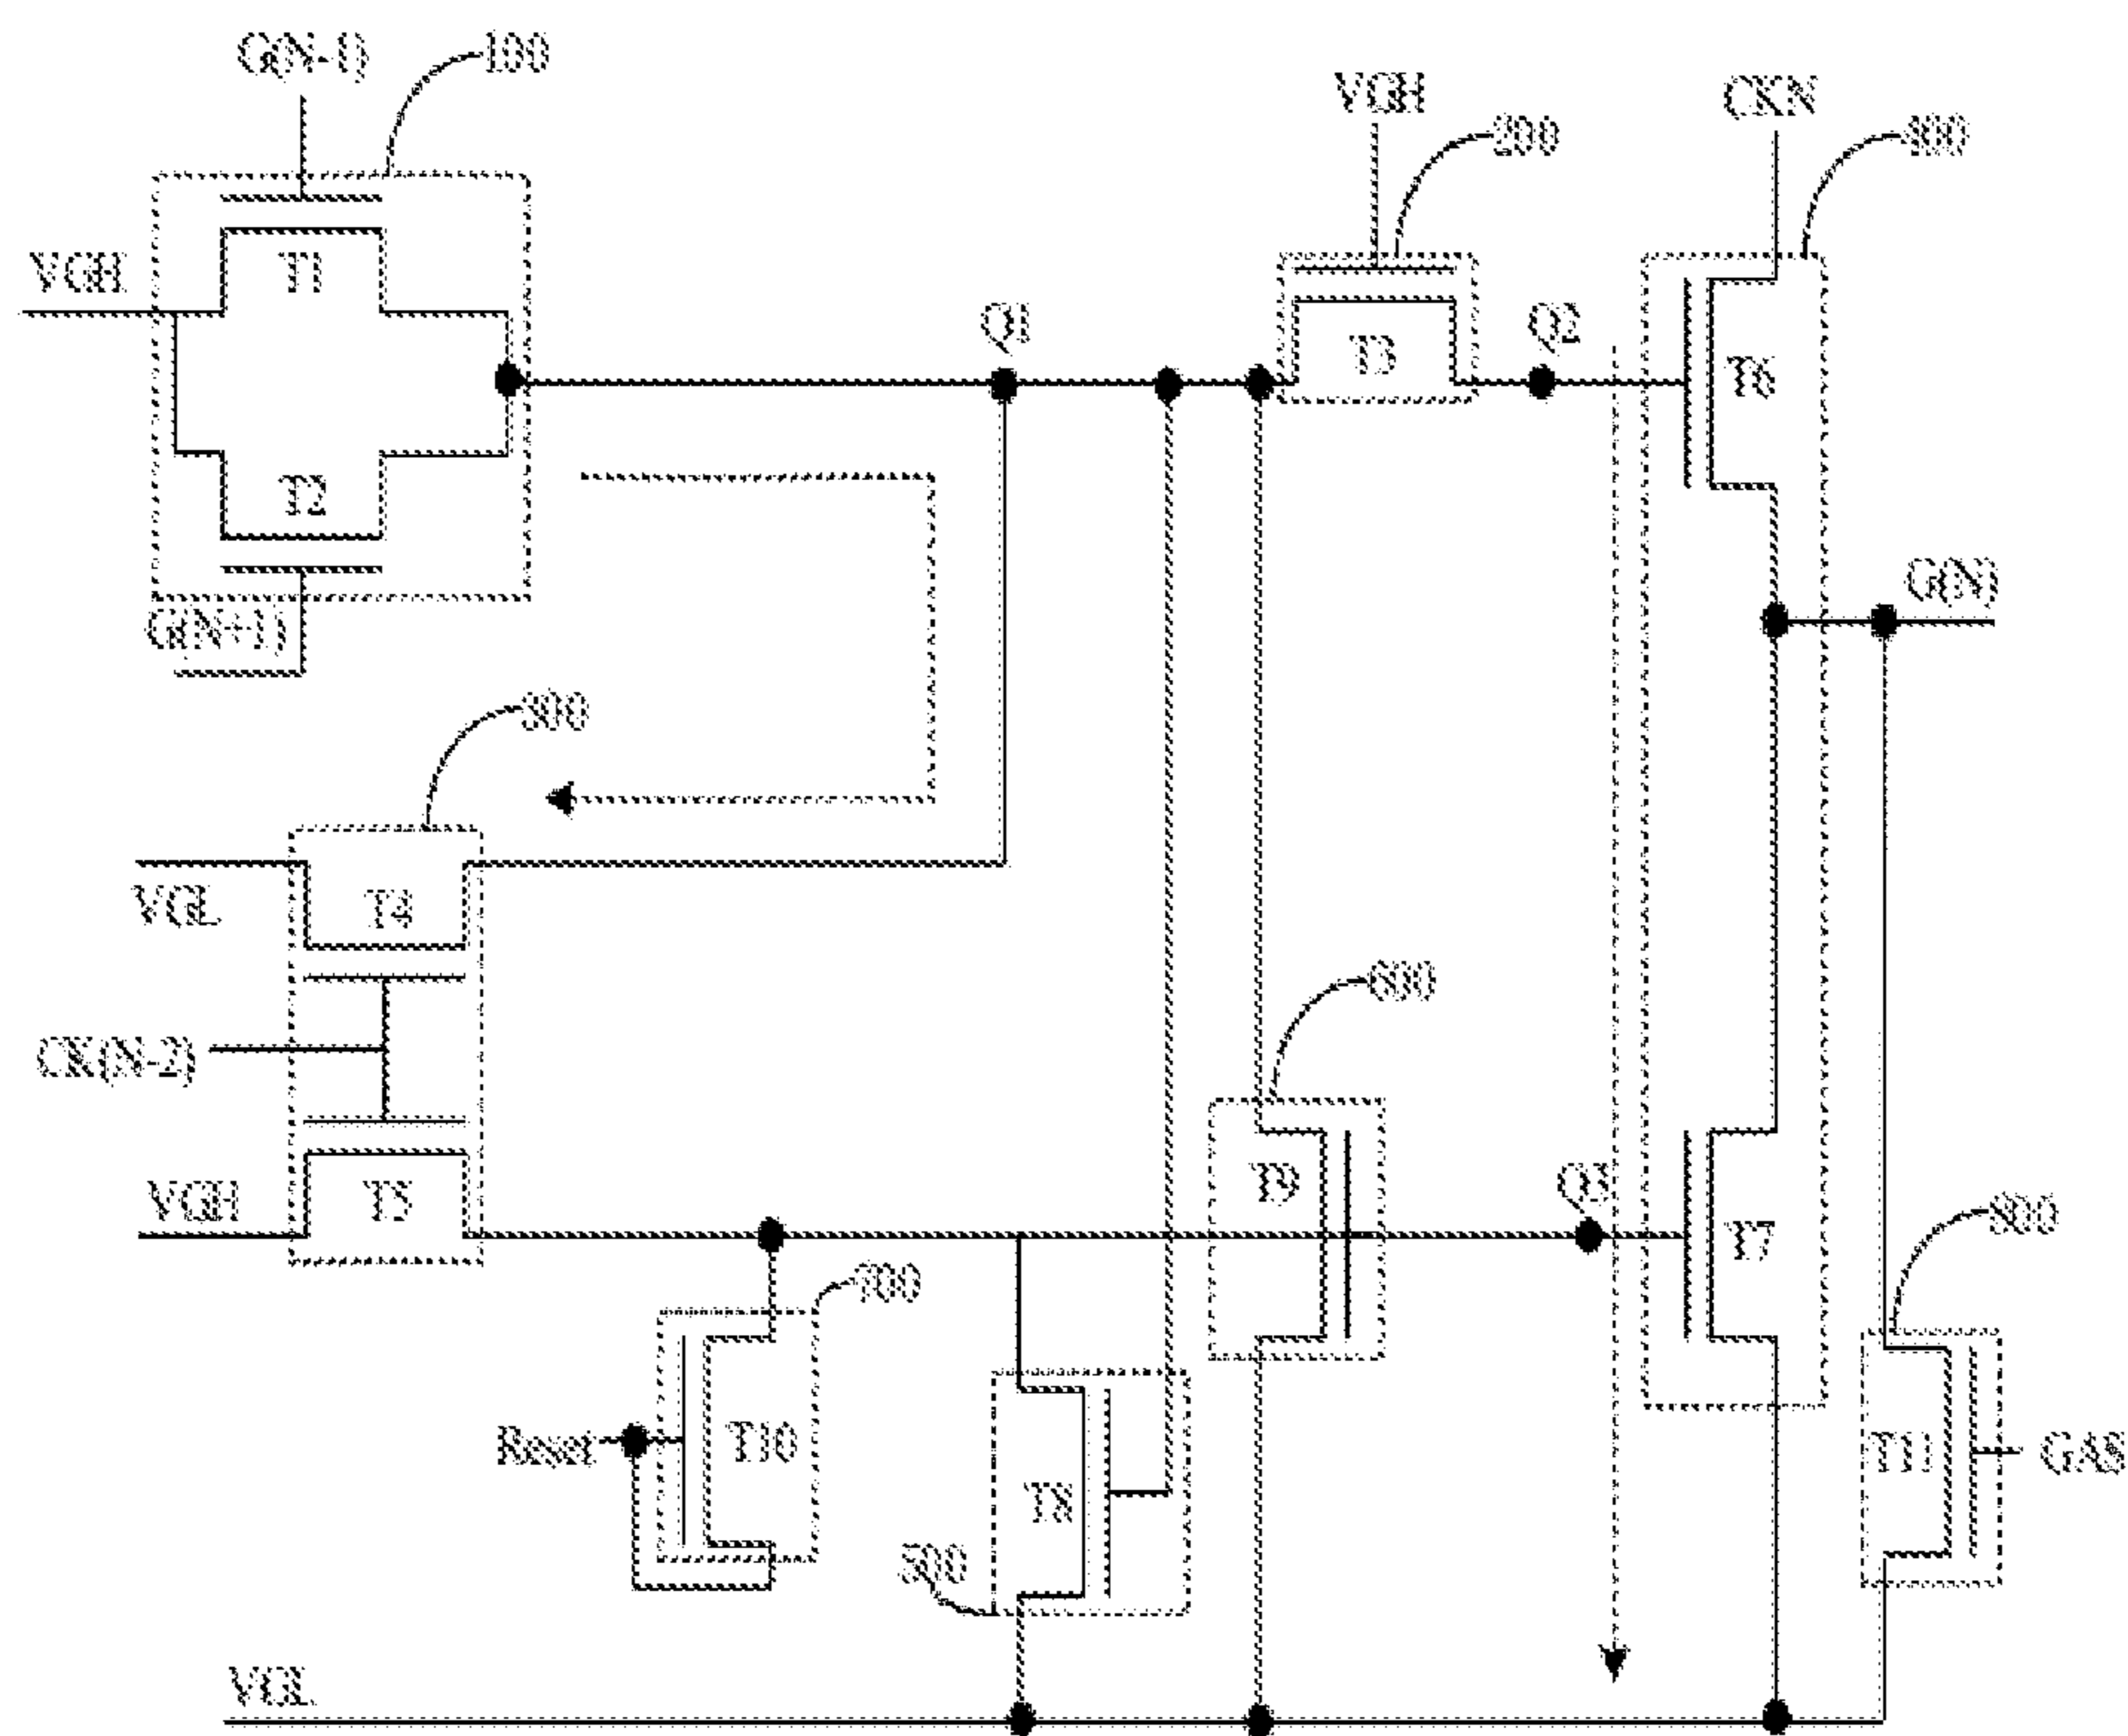 G(N-1)
100
VGH
CKN
200
400
VGH
T1
Q1
Q2
T3
T6
T2
G(N)
G(N+1)
300
VGL
T4
600
CK(N-2)
VGH
T5
T9
Q3
T7
800
700
Reset
T10
T8
T11
GAS
500
VGL